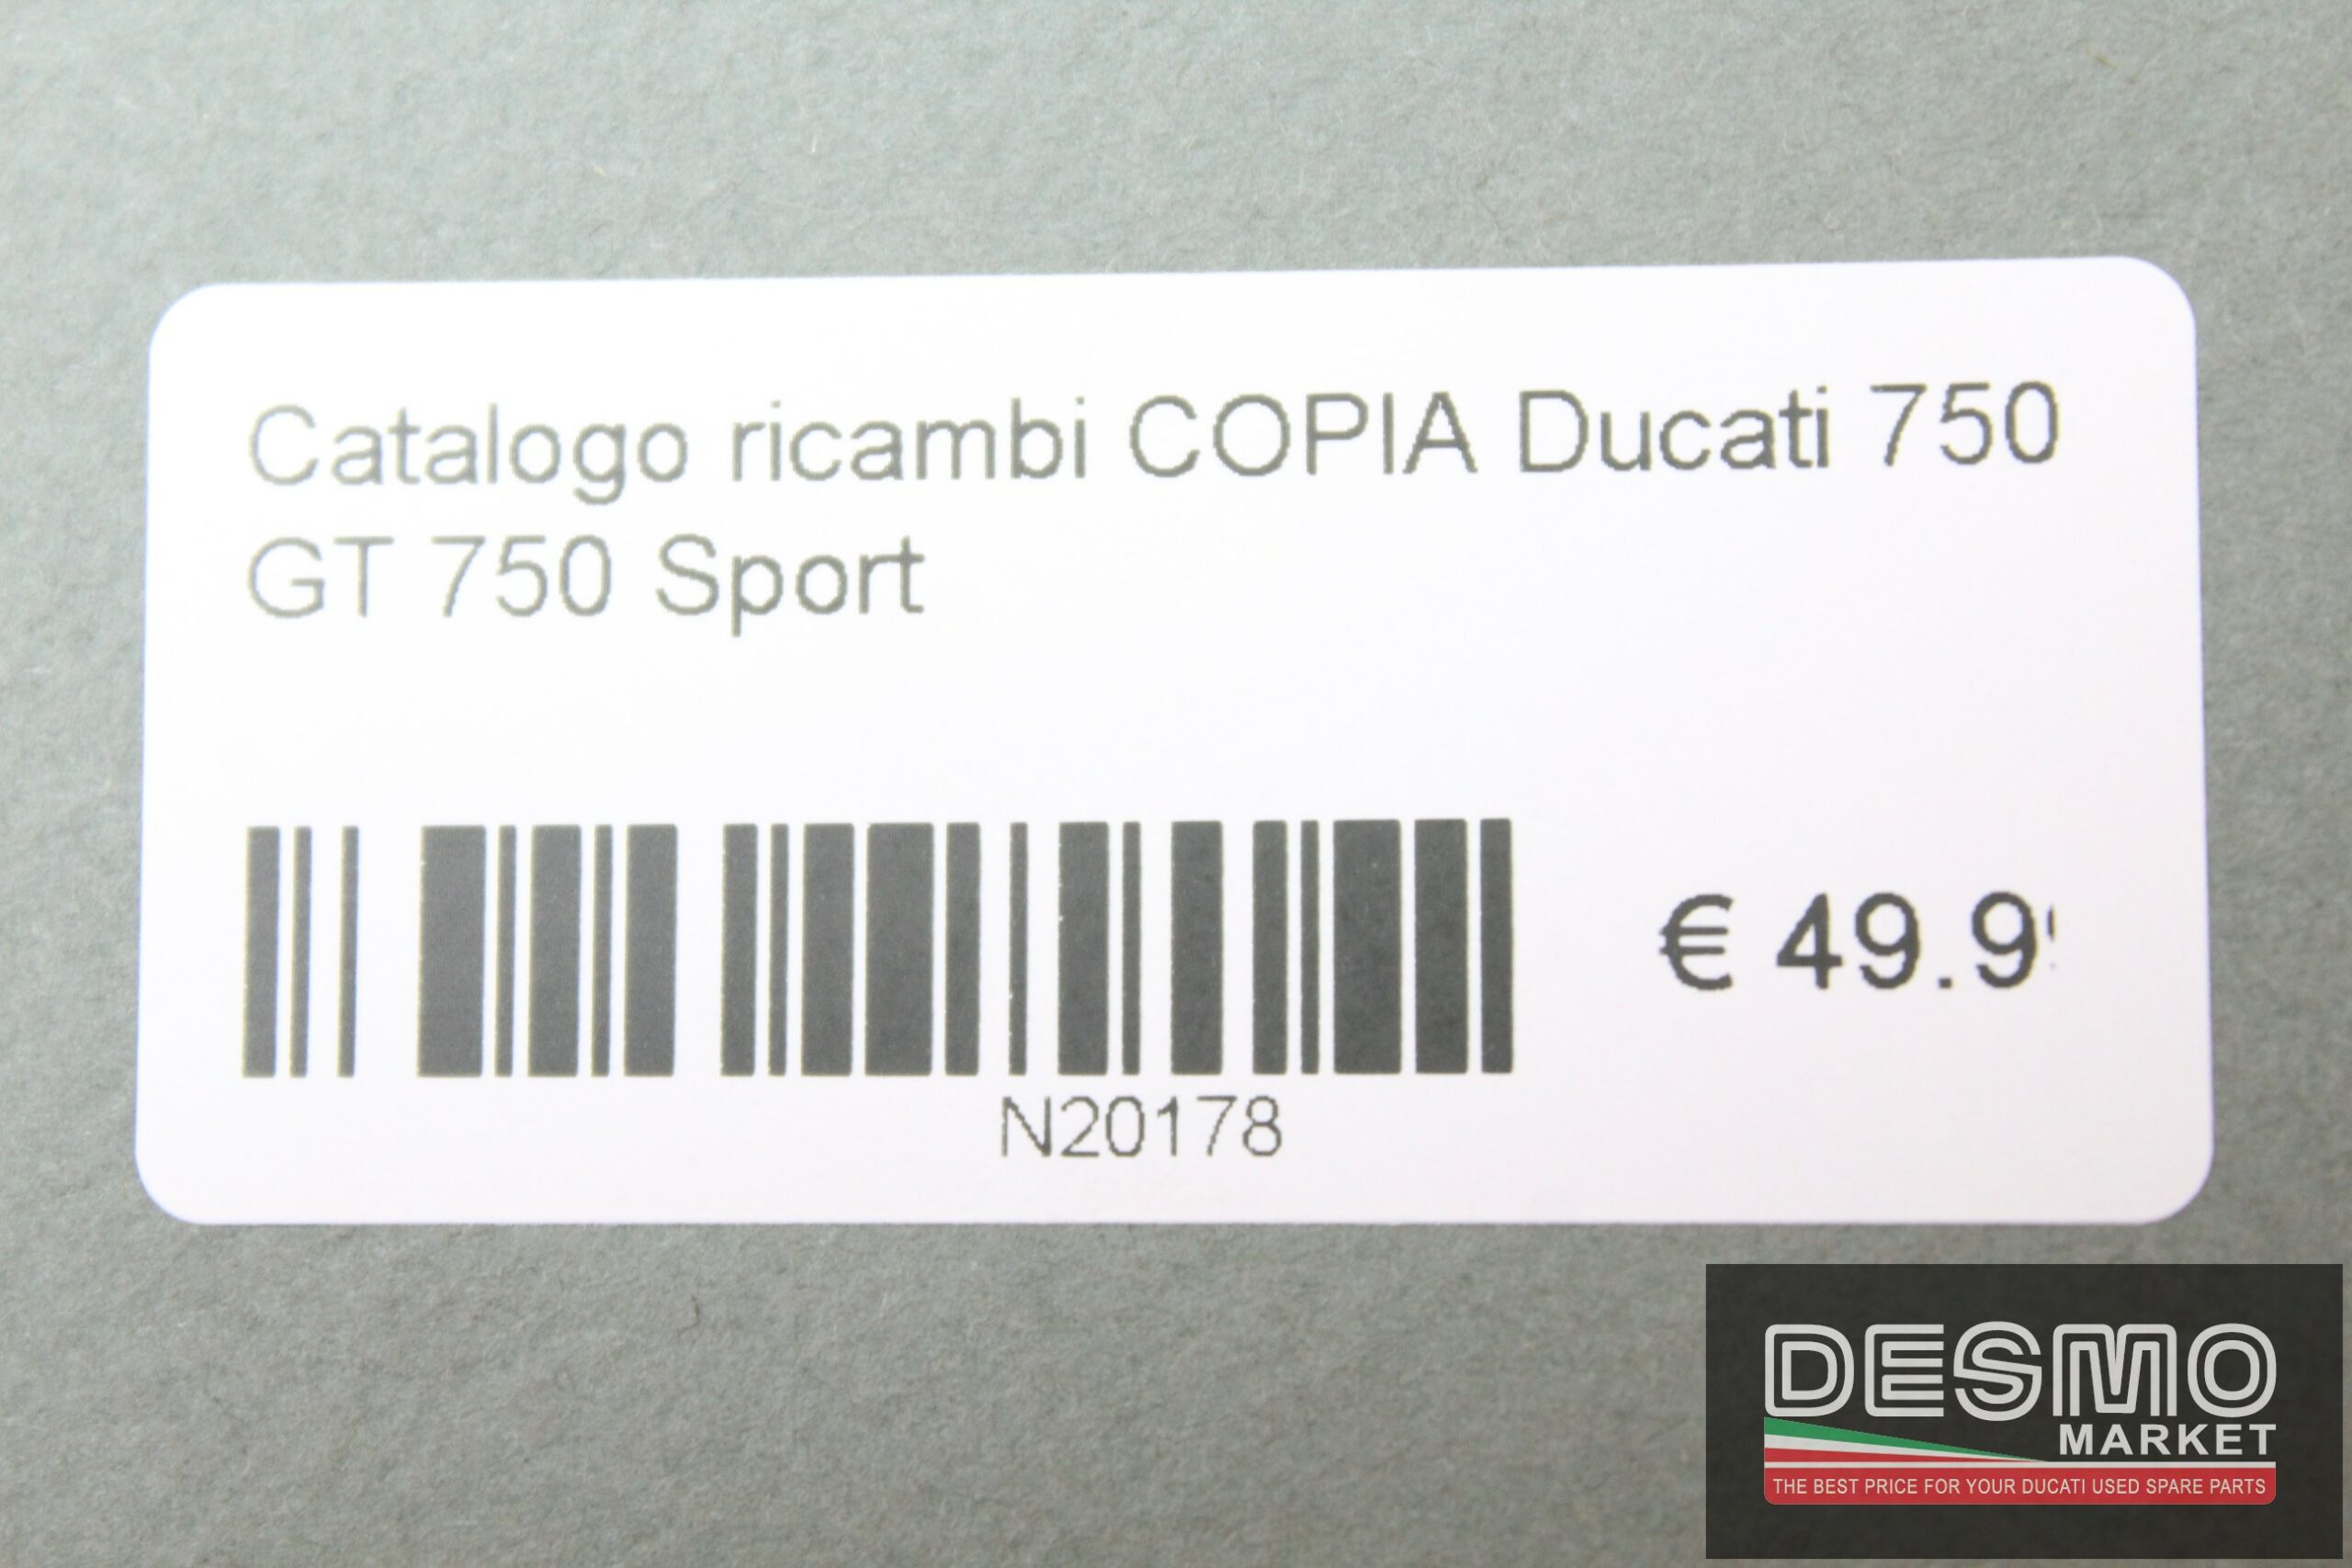 Catalogo ricambi COPIA Ducati 750
GT 750 Sport
€ 49.9
N20178
DESMO
MARKET
THE BEST PRICE FOR YOUR DUCATI USED SPARE PARTS